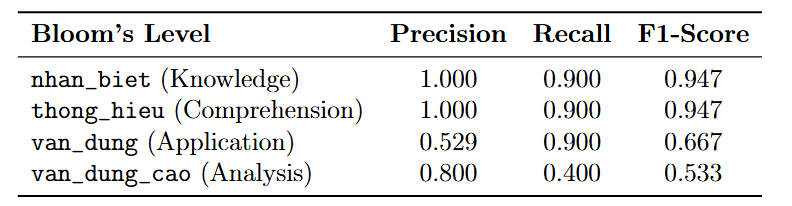 Bloom's Level Precision Recall F1-Score
nhan_biet (Knowledge) 1.000 0.900 0.947
thong_hieu (Comprehension) 1.000 0.900 0.947
van_dung (Application) 0.529 0.900 0.667
van_dung_cao (Analysis) 0.800 0.400 0.533